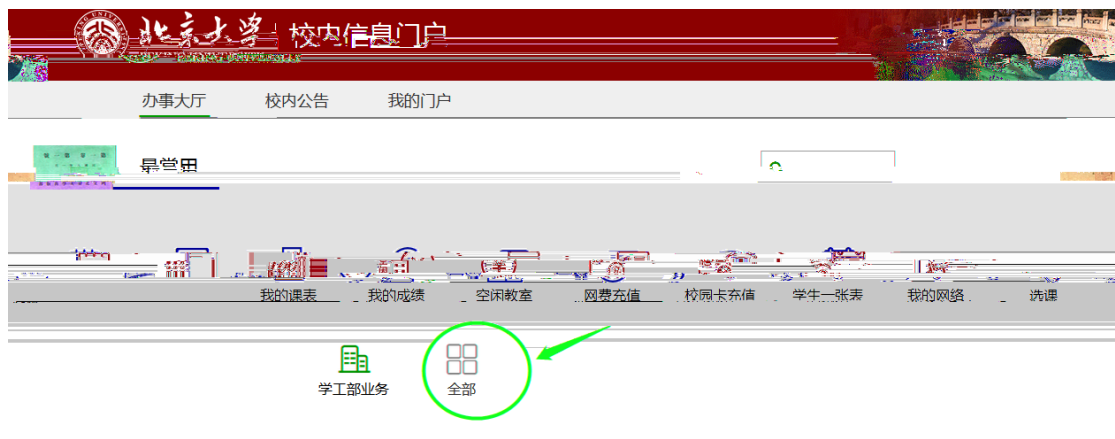 北京大学 校内信息门户
办事大厅 校内公告 我的门户
最常用
我的课表 我的成绩 空闲教室 网费充值 校园卡充值 学生一张表 我的网络 选课
学工部业务 全部